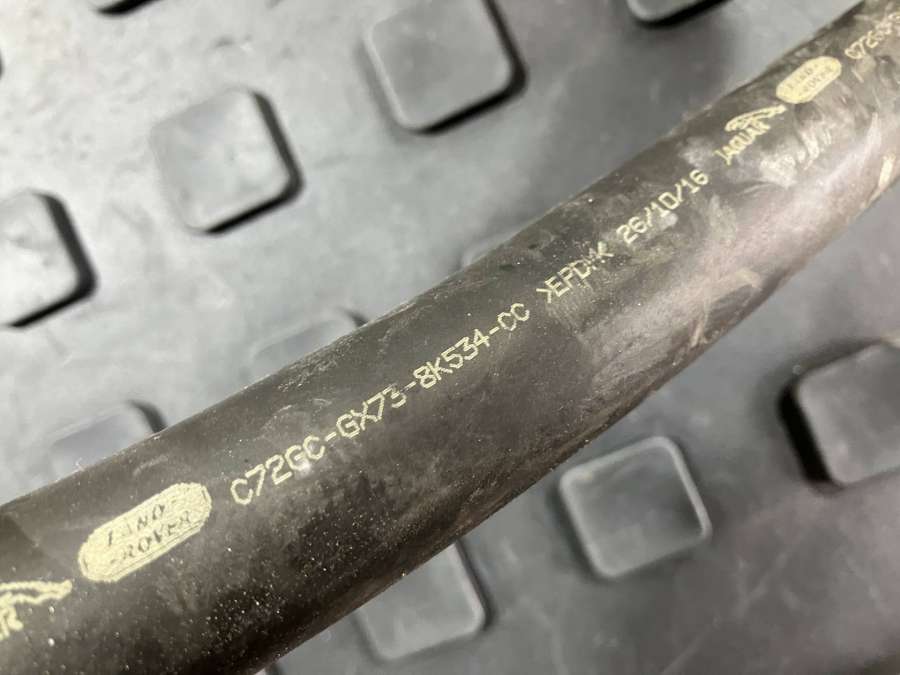 LAND
ROVER
C72GC-GX73-8K534-CC >EPDM< 26/10/16 JAGUAR
LAND
ROVER